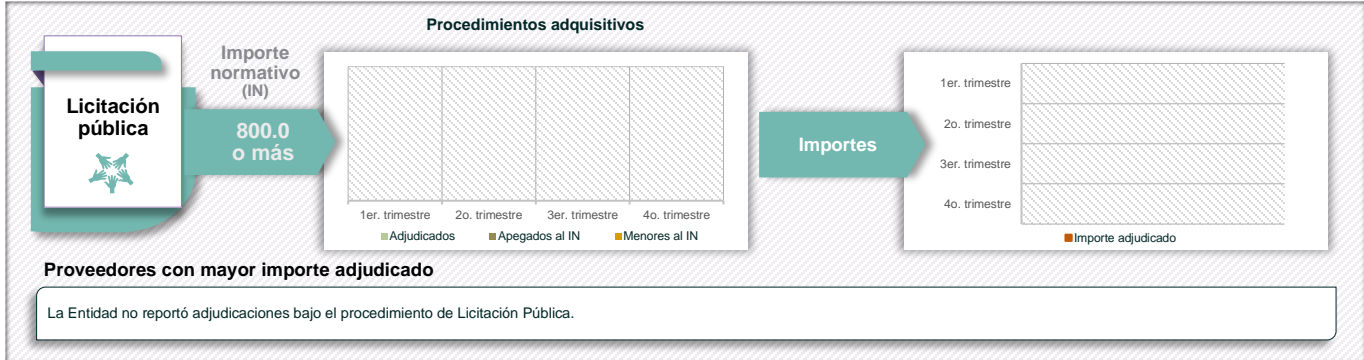 Procedimientos adquisitivos
Licitación
pública
Importe
normativo
(IN)
800.0
o más
1er. trimestre
2o. trimestre
3er. trimestre
4o. trimestre
Adjudicados
Apegados al IN
Menores al IN
Importes
1er. trimestre
2o. trimestre
3er. trimestre
4o. trimestre
Importe adjudicado
Proveedores con mayor importe adjudicado
La Entidad no reportó adjudicaciones bajo el procedimiento de Licitación Pública.